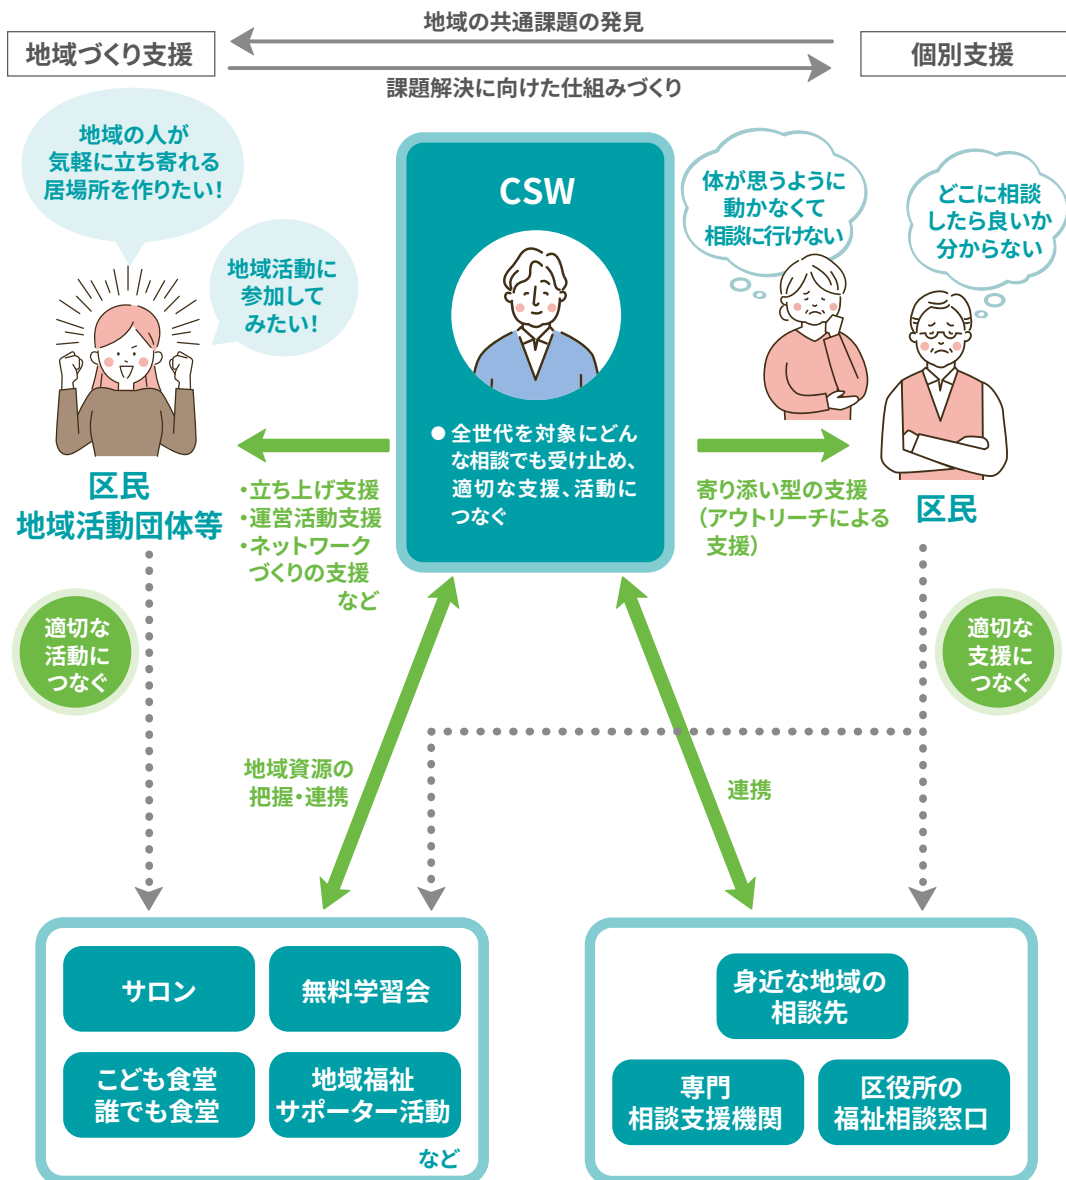 地域の共通課題の発見
地域づくり支援
個別支援
課題解決に向けた仕組みづくり
地域の人が
気軽に立ち寄れる
居場所を作りたい！
地域活動に
参加して
みたい！
CSW
● 全世代を対象にどん
な相談でも受け止め、
適切な支援、活動に
つなぐ
体が思うように
動かなくて
相談に行けない
どこに相談
したら良いか
分からない
区民
地域活動団体等
・立ち上げ支援
・運営活動支援
・ネットワーク
づくりの支援
など
寄り添い型の支援
（アウトリーチによる
支援）
区民
適切な
活動に
つなぐ
適切な
支援に
つなぐ
地域資源の
把握・連携
連携
サロン
無料学習会
こども食堂
誰でも食堂
地域福祉
サポーター活動
など
身近な地域の
相談先
専門
相談支援機関
区役所の
福祉相談窓口